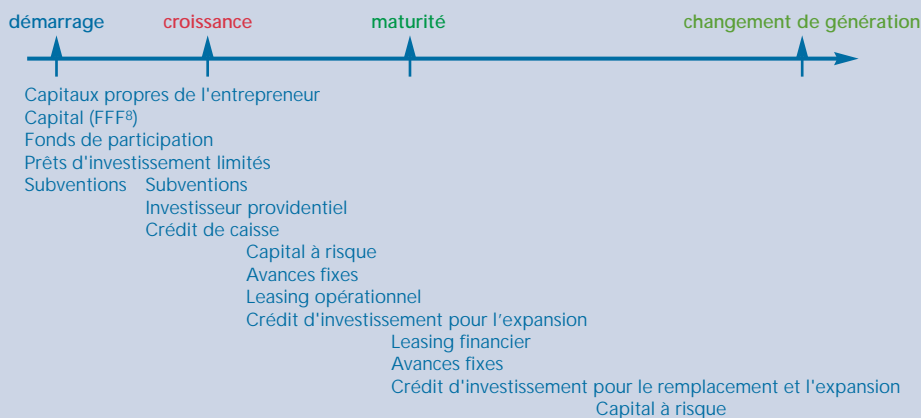 démarrage croissance maturité changement de génération
Capitaux propres de l'entrepreneur
Capital (FFF⁸)
Fonds de participation
Prêts d'investissement limités
Subventions Subventions
Investisseur providentiel
Crédit de caisse
Capital à risque
Avances fixes
Leasing opérationnel
Crédit d'investissement pour l'expansion
Leasing financier
Avances fixes
Crédit d'investissement pour le remplacement et l'expansion
Capital à risque